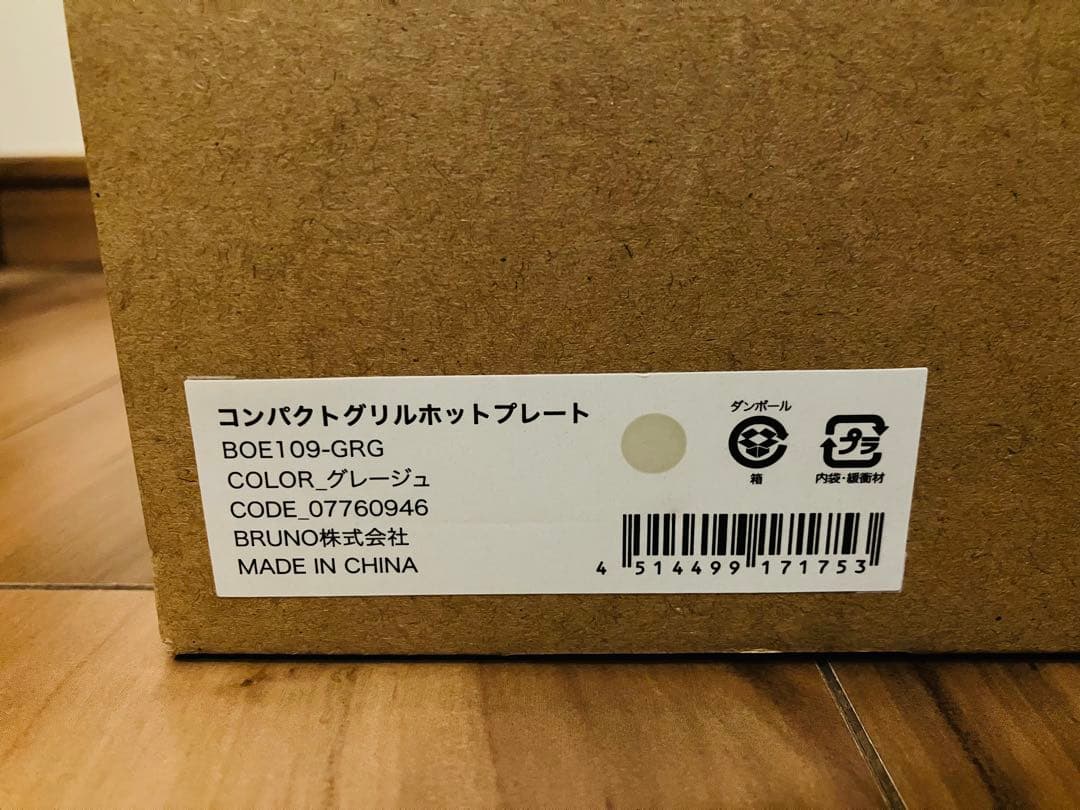 コンパクトグリルホットプレート
BOE109-GRG
COLOR_グレージュ
CODE_07760946
BRUNO株式会社
MADE IN CHINA
ダンボール
箱
プラ
内袋・緩衝材
4 514499 171753